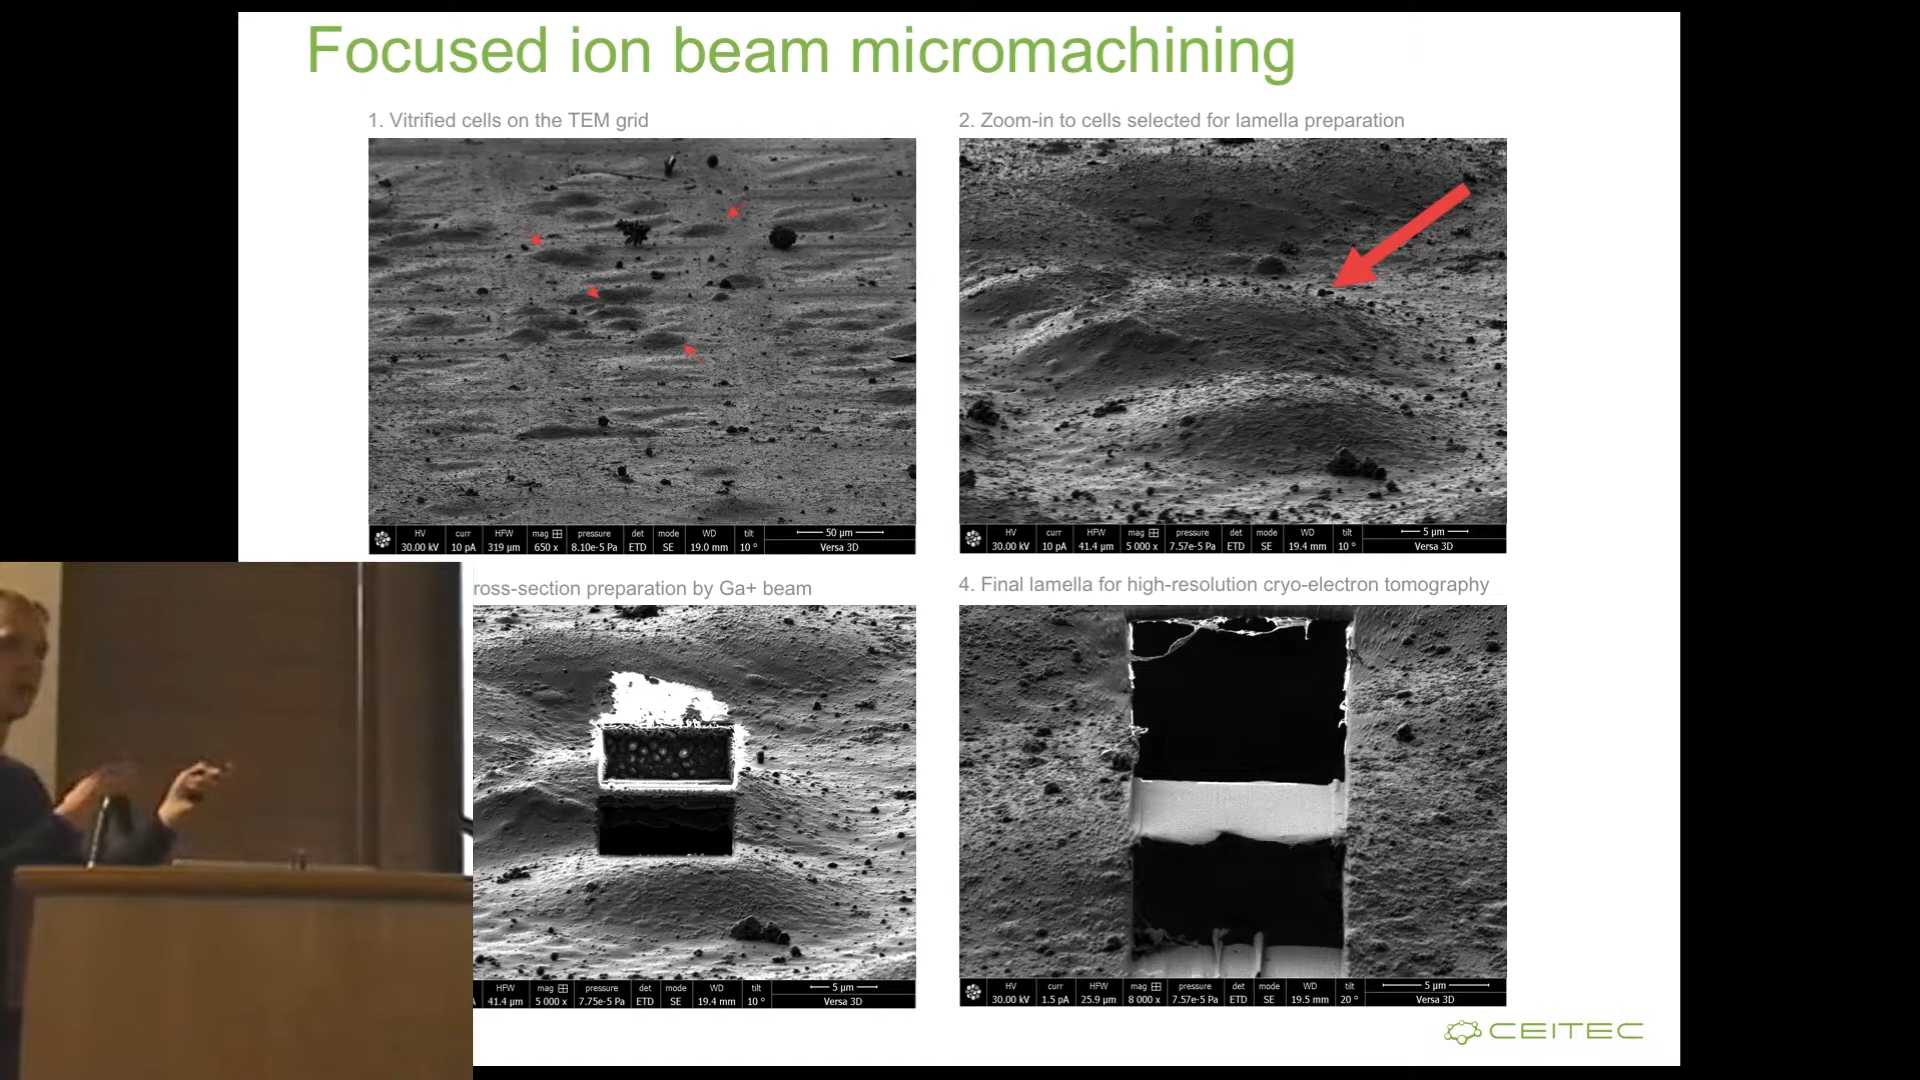 Focused ion beam micromachining
1. Vitrified cells on the TEM grid
HV curr HFW mag pressure det mode WD tilt 50 µm
30.00 kV 10 pA 319 µm 650 x 8.10e-5 Pa ETD SE 19.0 mm 10 ° Versa 3D
2. Zoom-in to cells selected for lamella preparation
HV curr HFW mag pressure det mode WD tilt 5 µm
30.00 kV 10 pA 41.4 µm 5 000 x 7.57e-5 Pa ETD SE 19.4 mm 10 ° Versa 3D
ross-section preparation by Ga+ beam
HFW mag pressure det mode WD tilt 5 µm
A 41.4 µm 5 000 x 7.75e-5 Pa ETD SE 19.4 mm 10 ° Versa 3D
4. Final lamella for high-resolution cryo-electron tomography
HV curr HFW mag pressure det mode WD tilt 5 µm
30.00 kV 1.5 pA 25.9 µm 8 000 x 7.57e-5 Pa ETD SE 19.5 mm 20 ° Versa 3D
CEITEC